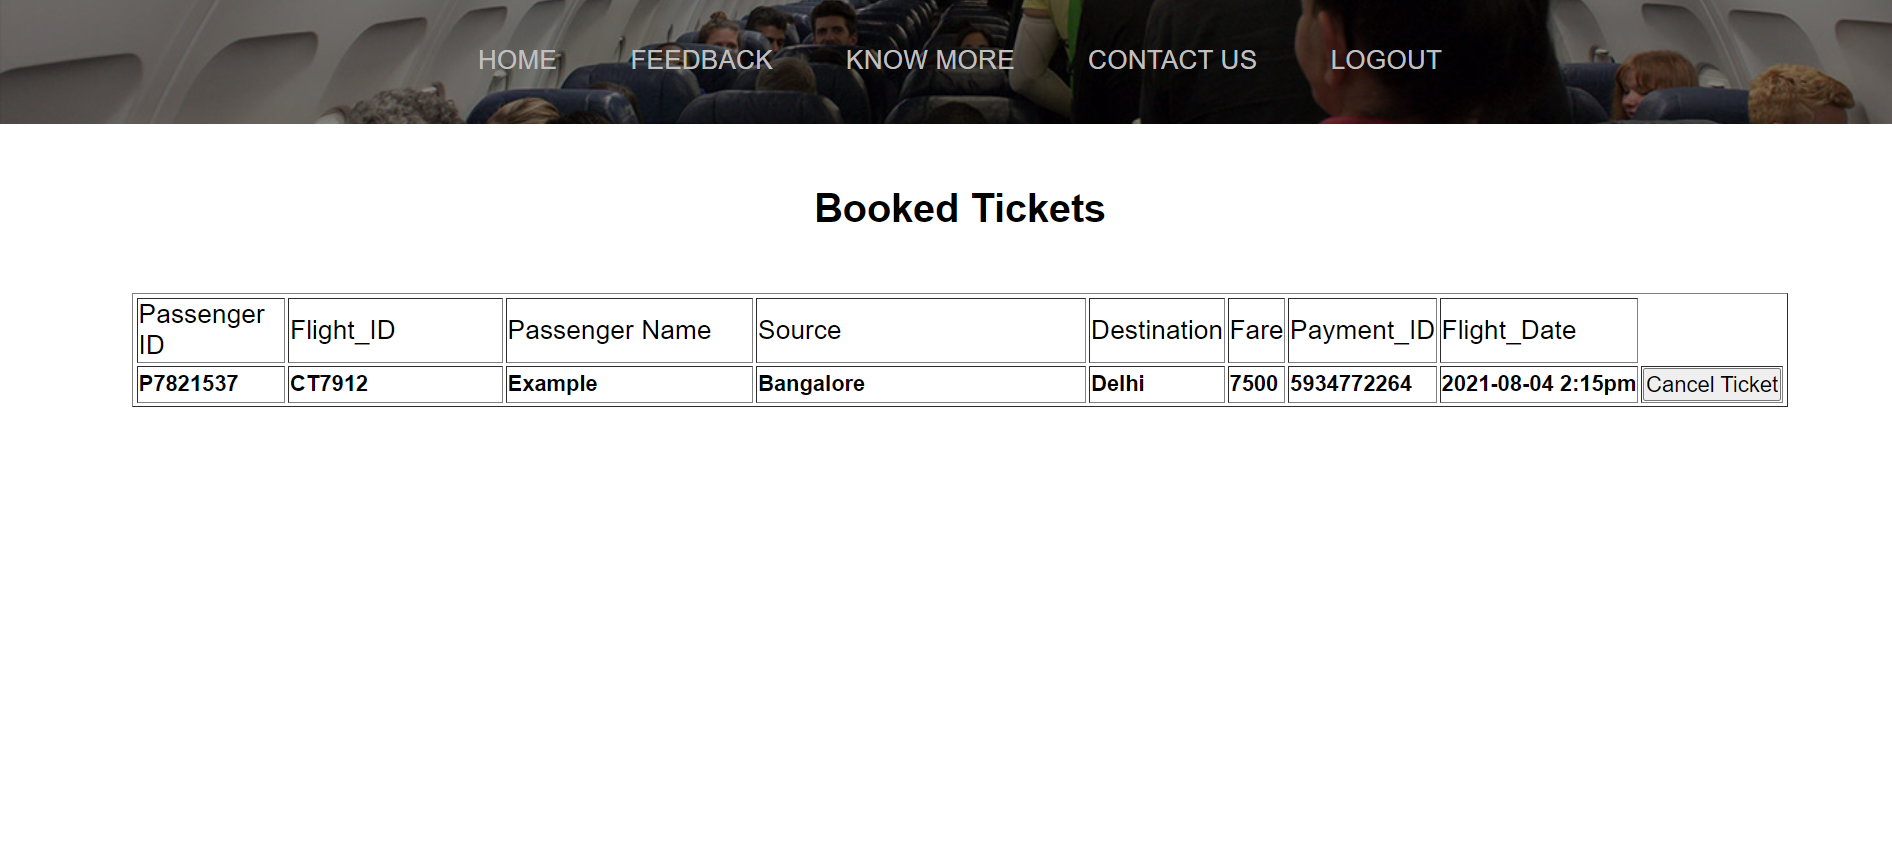 HOME FEEDBACK KNOW MORE CONTACT US LOGOUT
Booked Tickets
Passenger ID Flight_ID Passenger Name Source Destination Fare Payment_ID Flight_Date
P7821537 CT7912 Example Bangalore Delhi 7500 5934772264 2021-08-04 2:15pm Cancel Ticket